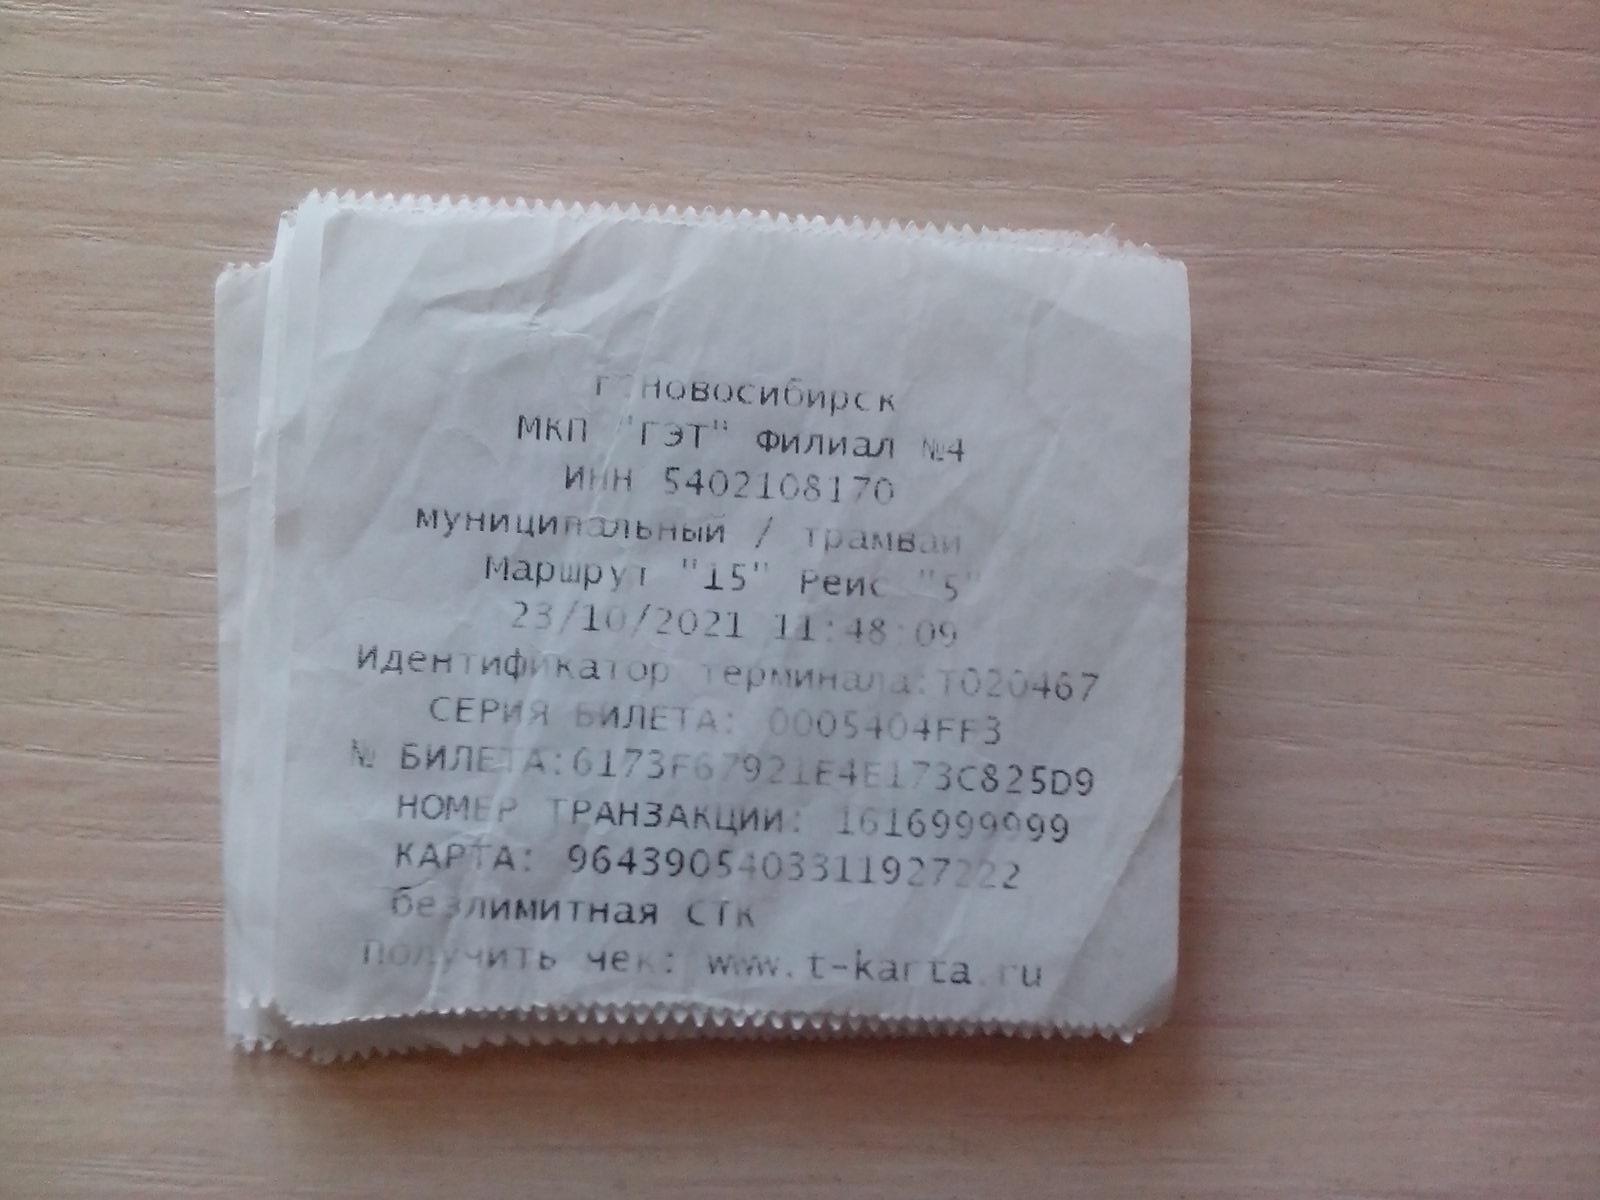 г.Новосибирск
МКП "ГЭТ" Филиал №4
ИНН 5402108170
муниципальный / трамвай
Маршрут "15" Рейс "5"
23/10/2021 11:48:09
Идентификатор терминала:T020467
СЕРИЯ БИЛЕТА: 0005404FF3
№ БИЛЕТА:6173F67921E4E173C825D9
НОМЕР ТРАНЗАКЦИИ: 1616999999
КАРТА: 9643905403311927222
безлимитная СТК
Получить чек: www.t-karta.ru